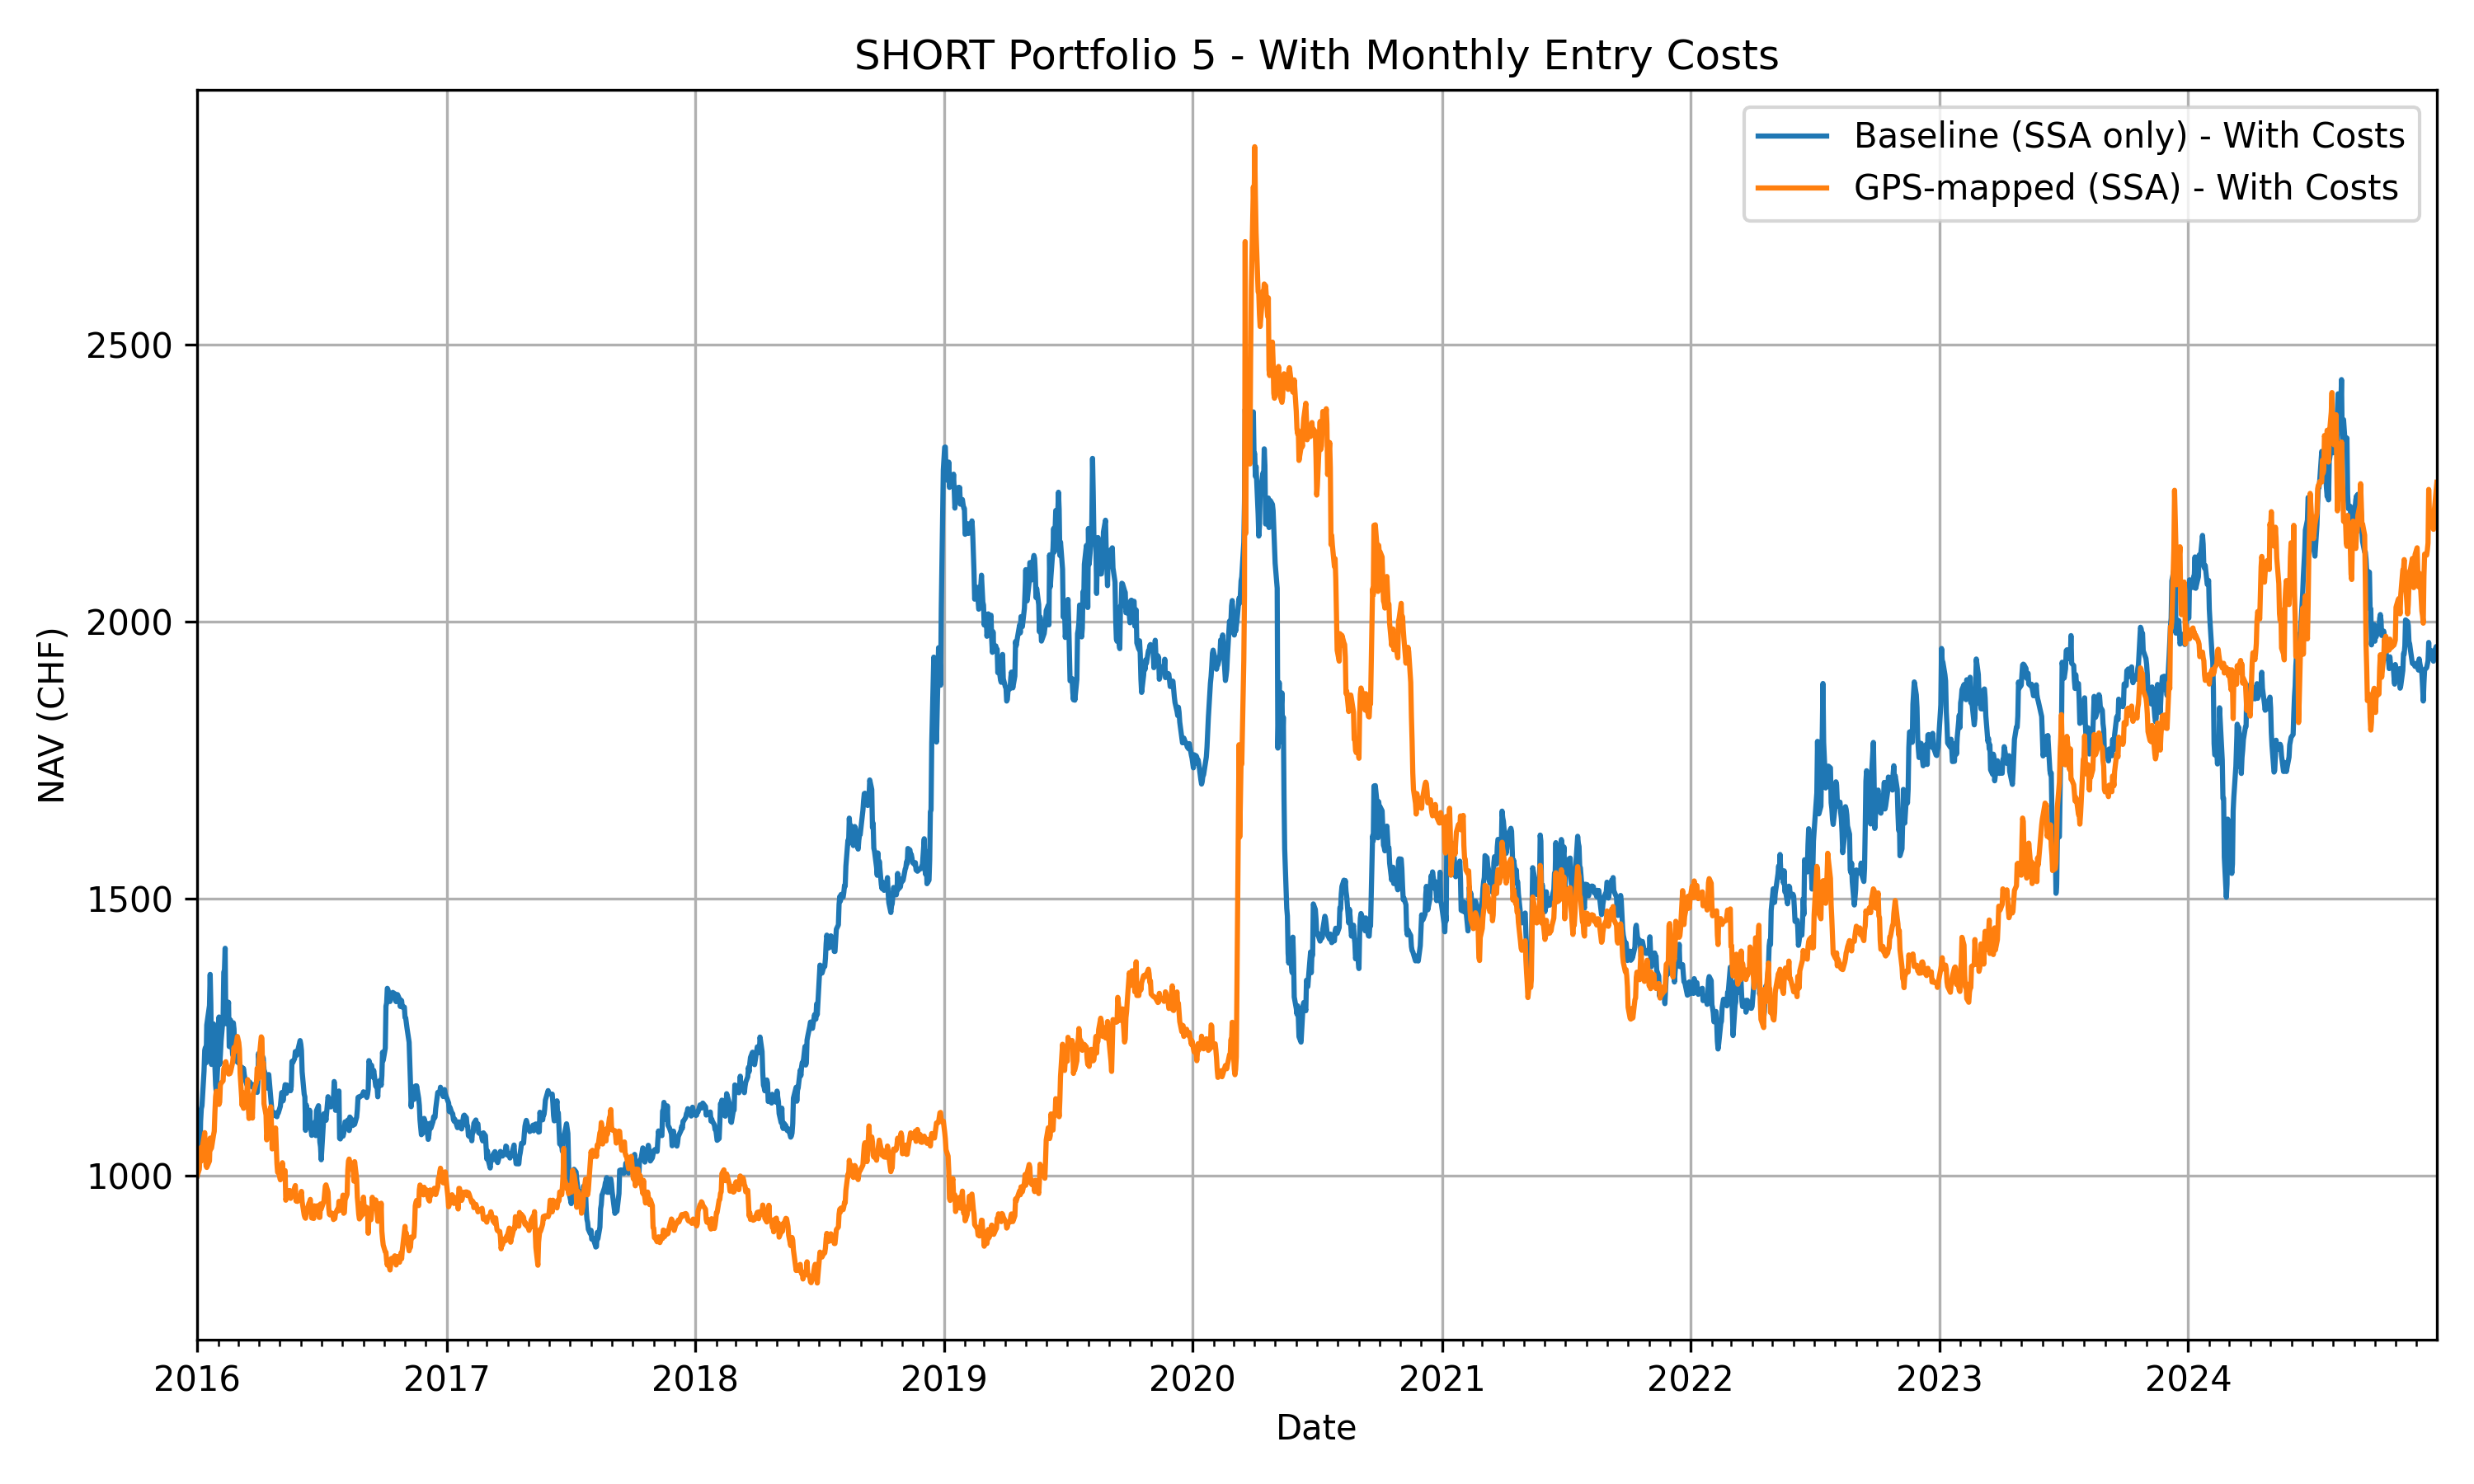 SHORT Portfolio 5 - With Monthly Entry Costs
Baseline (SSA only) - With Costs
GPS-mapped (SSA) - With Costs
2500
2000
1500
1000
NAV (CHF)
2016 2017 2018 2019 2020 2021 2022 2023 2024
Date